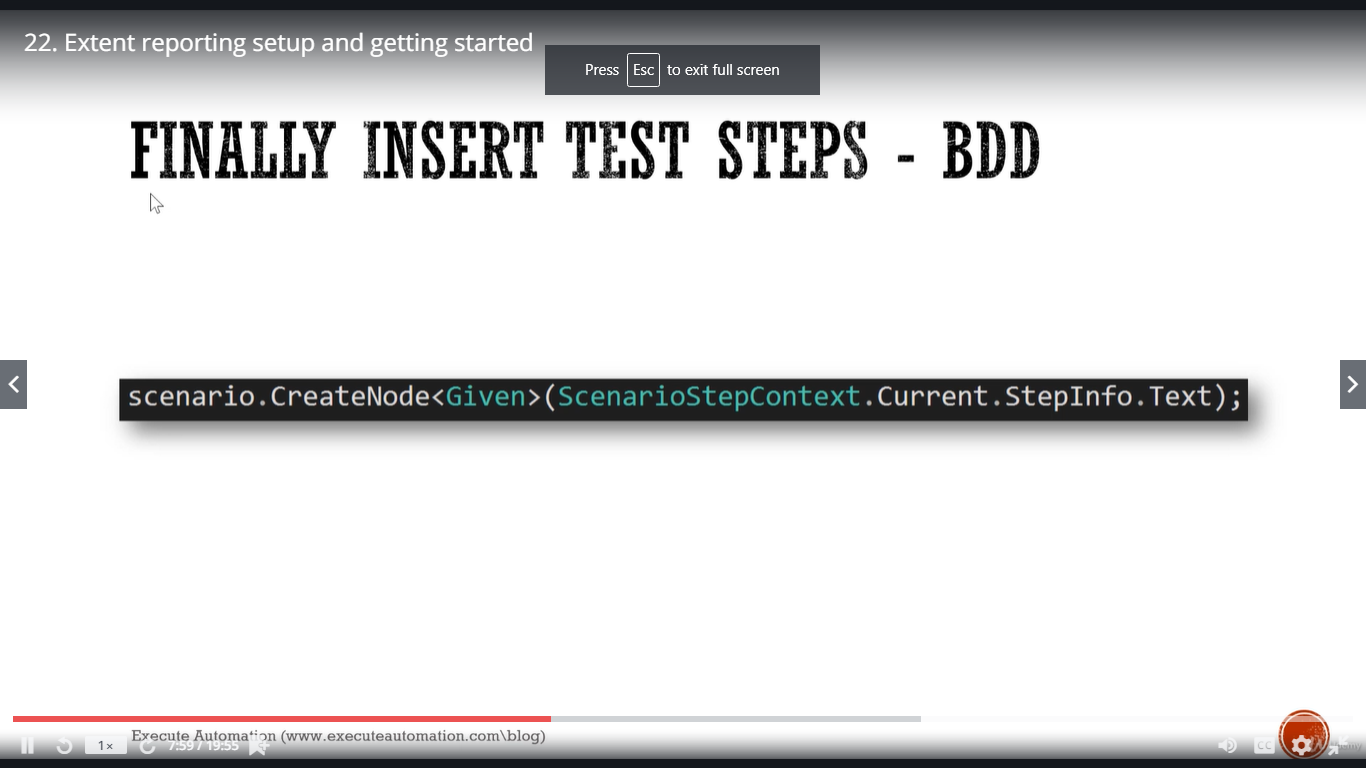 22. Extent reporting setup and getting started
Press Esc to exit full screen
FINALLY INSERT TEST STEPS - BDD
scenario.CreateNode<Given>(ScenarioStepContext.Current.StepInfo.Text);
Execute Automation (www.executeautomation.com\blog)
1×
7:59 / 19:55
CC